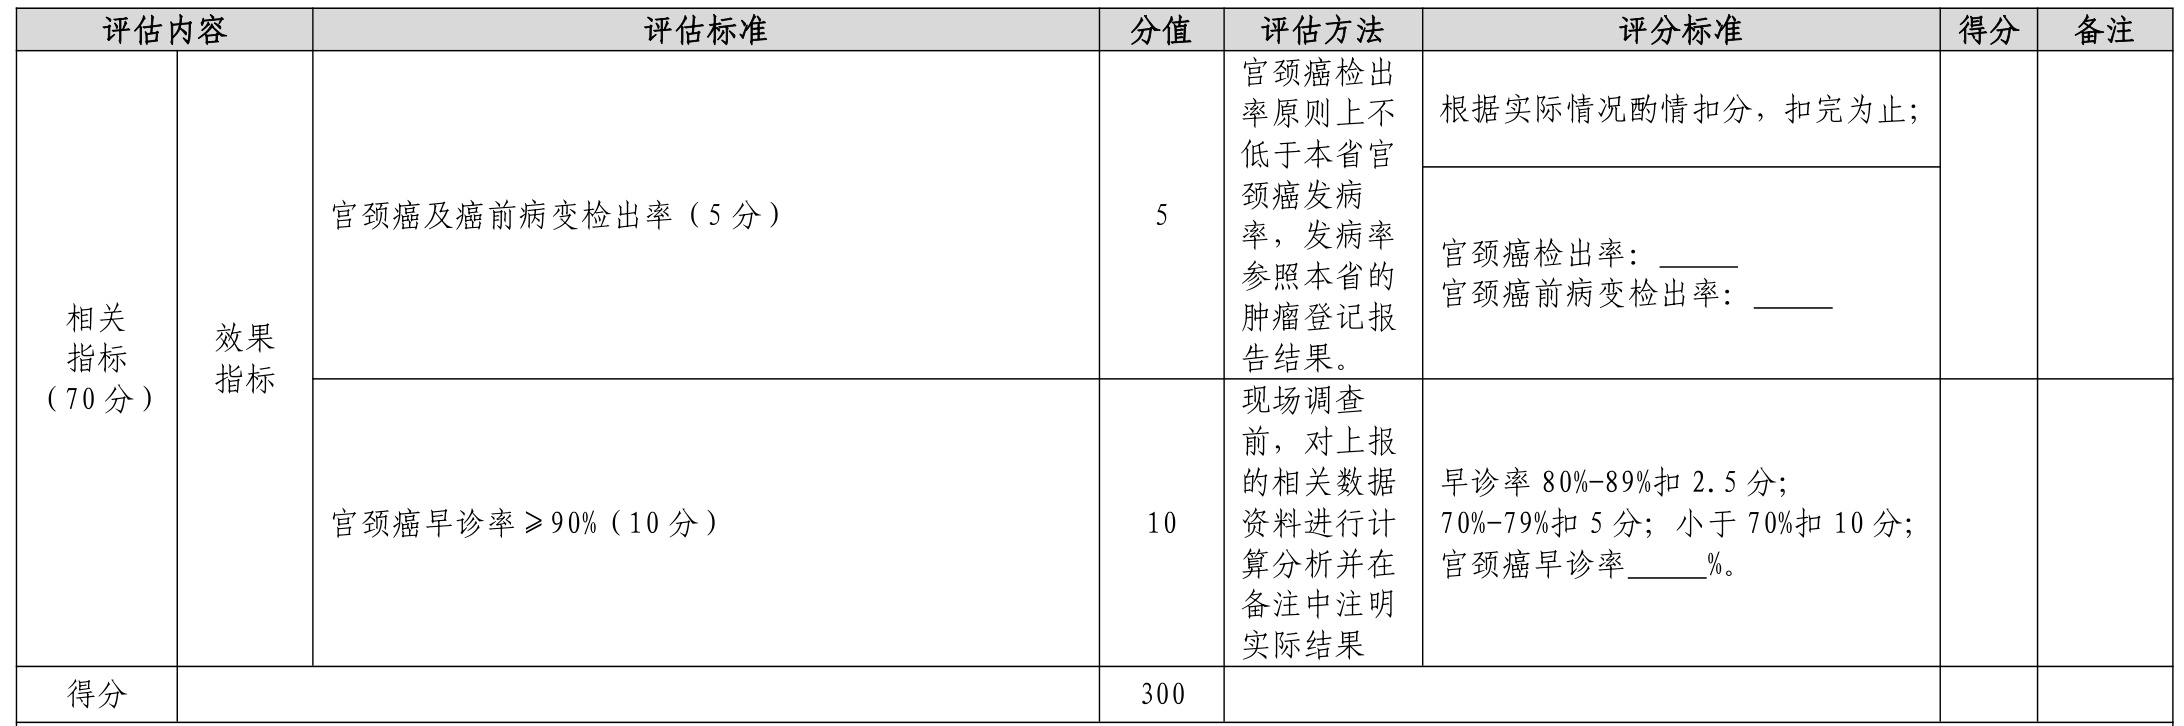 评估内容 评估标准 分值 评估方法 评分标准 得分 备注
相关
指标
（70分）
效果
指标
宫颈癌及癌前病变检出率（5分）
5
宫颈癌检出
率原则上不
低于本省宫
颈癌发病
率，发病率
参照本省的
肿瘤登记报
告结果。
根据实际情况酌情扣分，扣完为止；
宫颈癌检出率：_____
宫颈癌前病变检出率：_____
宫颈癌早诊率≥90%（10分）
10
现场调查
前，对上报
的相关数据
资料进行计
算分析并在
备注中注明
实际结果
早诊率 80%-89%扣 2.5 分；
70%-79%扣 5 分；小于 70%扣 10 分；
宫颈癌早诊率_____%。
得分 300